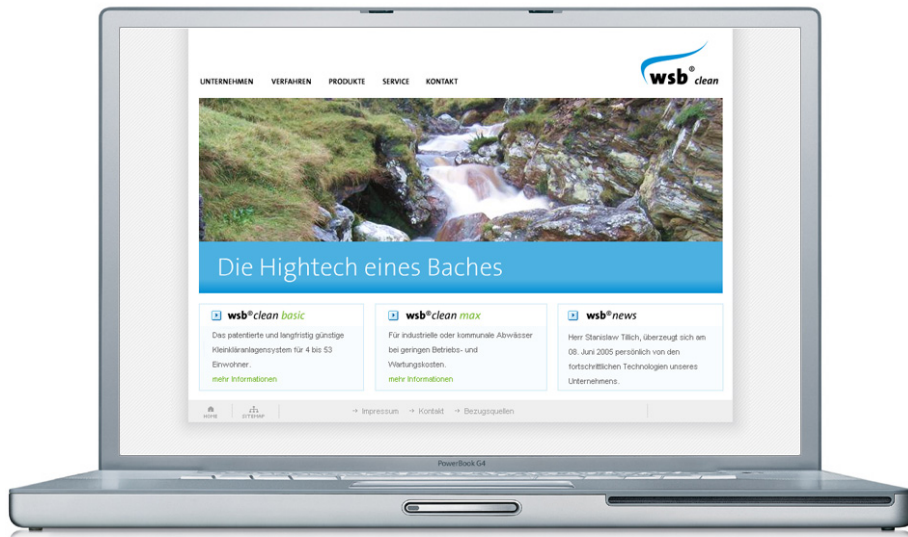 UNTERNEHMEN VERFAHREN PRODUKTE SERVICE KONTAKT
wsb® clean
Die Hightech eines Baches
wsb®clean basic
Das patentierte und langfristig günstige
Kleinkläranlagensystem für 4 bis 53
Einwohner.
mehr Informationen
wsb®clean max
Für industrielle oder kommunale Abwässer
bei geringen Betriebs- und
Wartungskosten.
mehr Informationen
wsb®news
Herr Stanislaw Tillich, überzeugt sich am
08. Juni 2005 persönlich von den
fortschrittlichen Technologien unseres
Unternehmens.
HOME SITEMAP → Impressum → Kontakt → Bezugsquellen
PowerBook G4